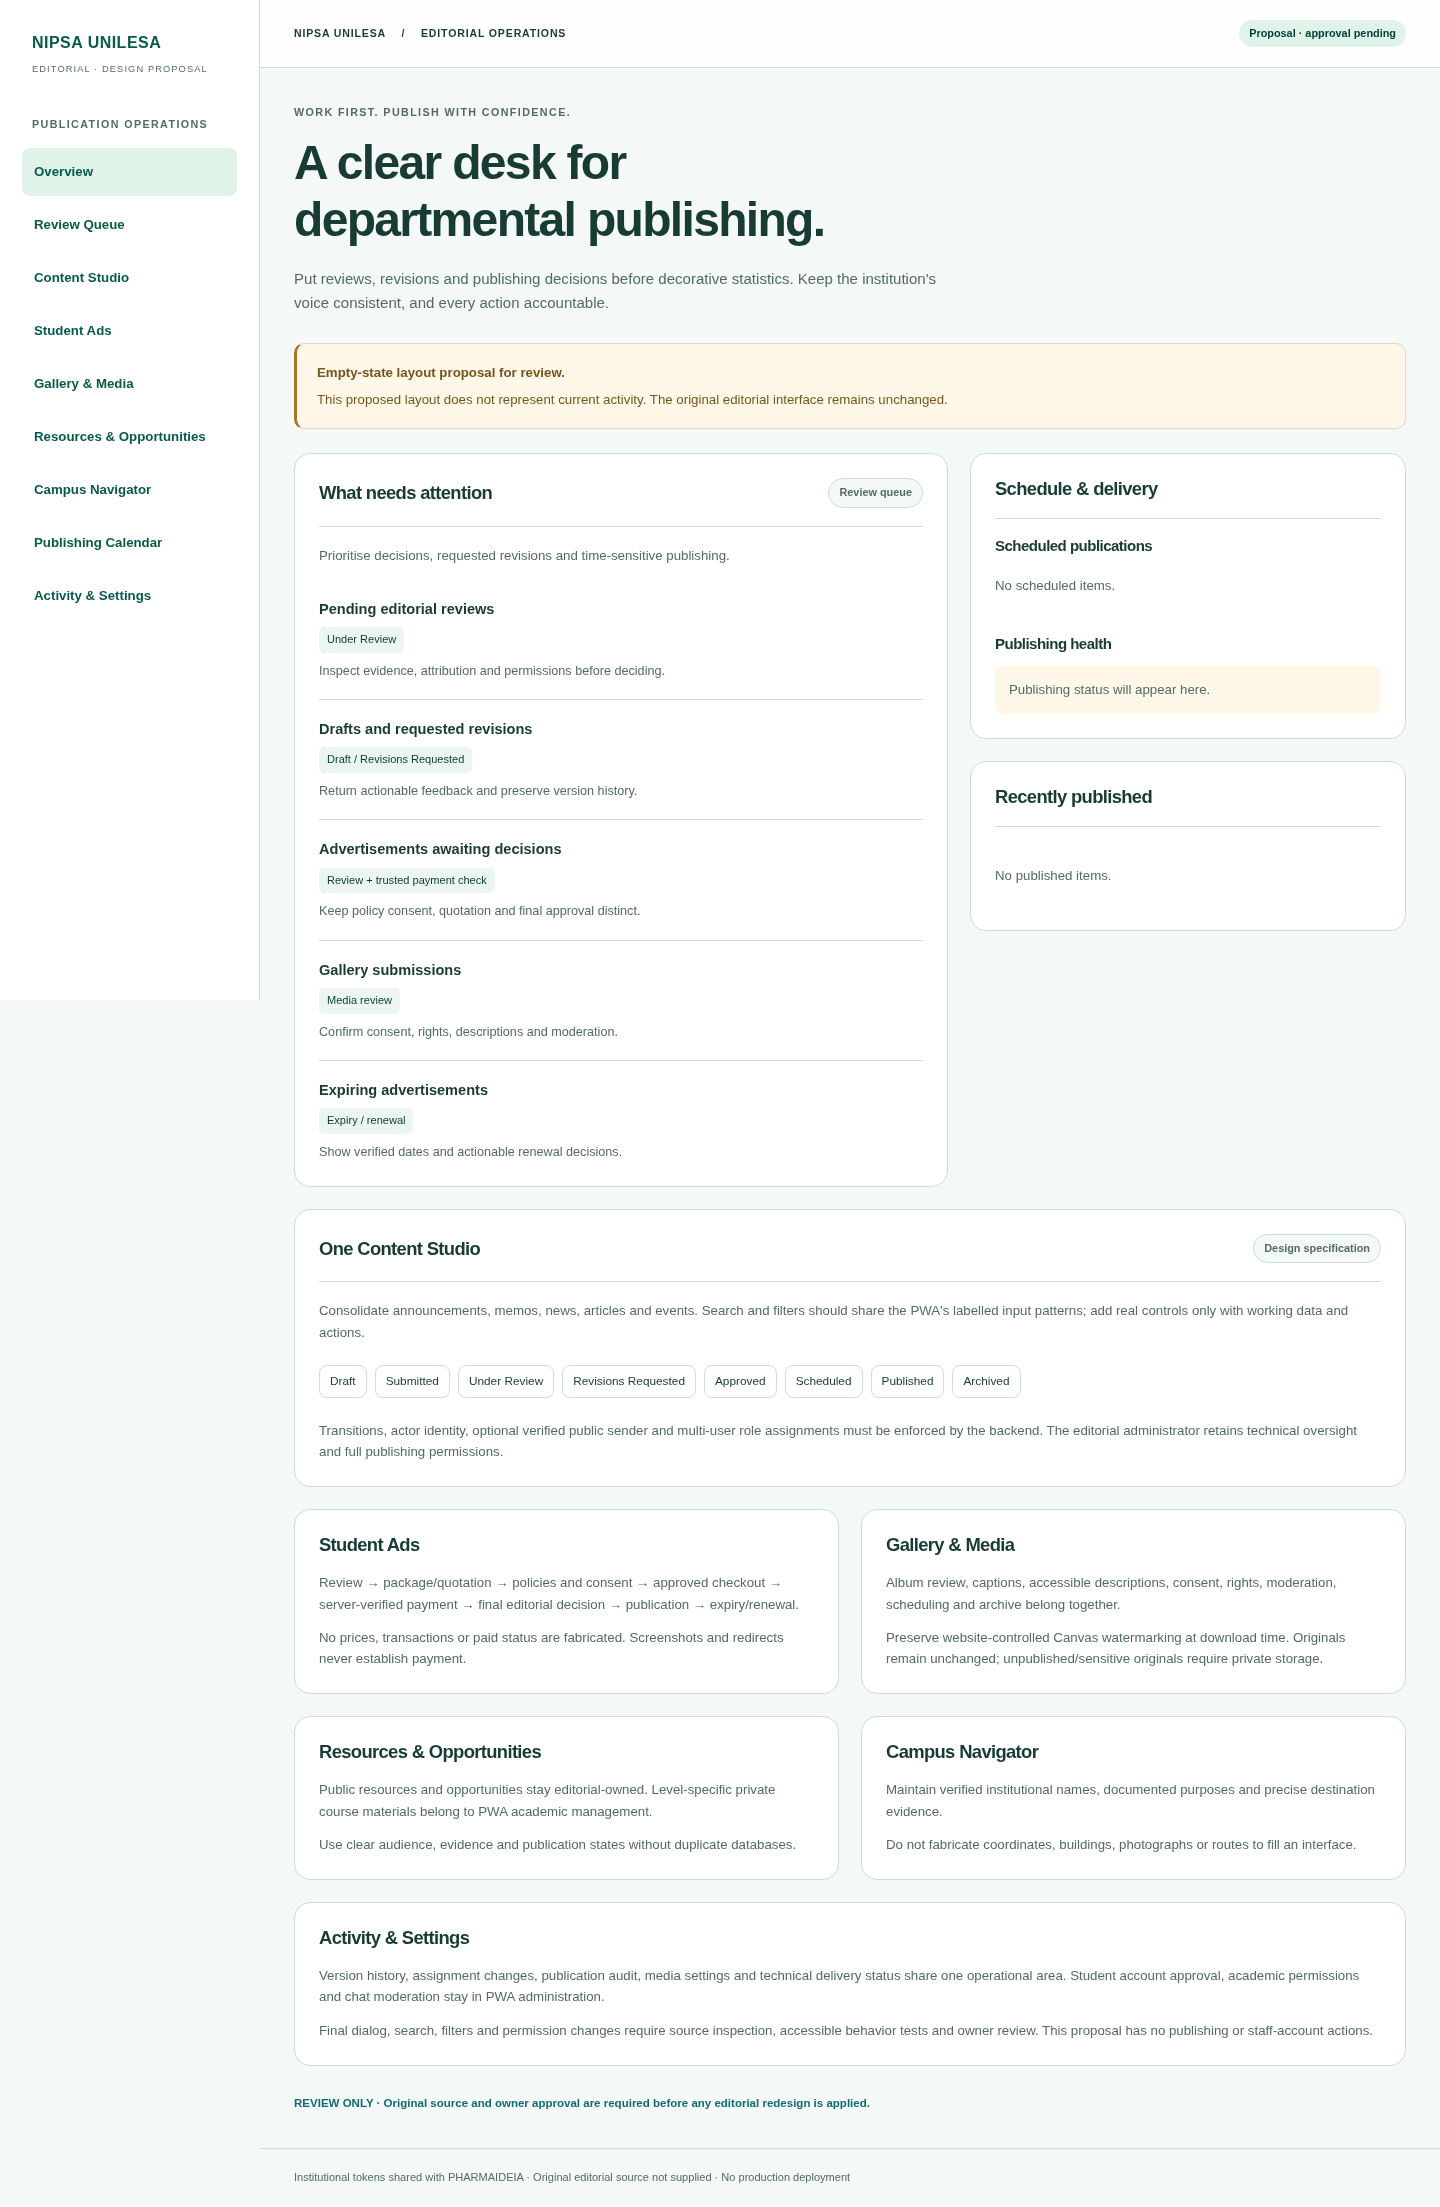 NIPSA UNILESA
EDITORIAL · DESIGN PROPOSAL
PUBLICATION OPERATIONS
Overview
Review Queue
Content Studio
Student Ads
Gallery & Media
Resources & Opportunities
Campus Navigator
Publishing Calendar
Activity & Settings
NIPSA UNILESA / EDITORIAL OPERATIONS
Proposal · approval pending
WORK FIRST. PUBLISH WITH CONFIDENCE.
A clear desk for
departmental publishing.
Put reviews, revisions and publishing decisions before decorative statistics. Keep the institution's
voice consistent, and every action accountable.
Empty-state layout proposal for review.
This proposed layout does not represent current activity. The original editorial interface remains unchanged.
What needs attention
Review queue
Prioritise decisions, requested revisions and time-sensitive publishing.
Pending editorial reviews
Under Review
Inspect evidence, attribution and permissions before deciding.
Drafts and requested revisions
Draft / Revisions Requested
Return actionable feedback and preserve version history.
Advertisements awaiting decisions
Review + trusted payment check
Keep policy consent, quotation and final approval distinct.
Gallery submissions
Media review
Confirm consent, rights, descriptions and moderation.
Expiring advertisements
Expiry / renewal
Show verified dates and actionable renewal decisions.
Schedule & delivery
Scheduled publications
No scheduled items.
Publishing health
Publishing status will appear here.
Recently published
No published items.
One Content Studio
Design specification
Consolidate announcements, memos, news, articles and events. Search and filters should share the PWA's labelled input patterns; add real controls only with working data and
actions.
Draft Submitted Under Review Revisions Requested Approved Scheduled Published Archived
Transitions, actor identity, optional verified public sender and multi-user role assignments must be enforced by the backend. The editorial administrator retains technical oversight
and full publishing permissions.
Student Ads
Review → package/quotation → policies and consent → approved checkout →
server-verified payment → final editorial decision → publication → expiry/renewal.
No prices, transactions or paid status are fabricated. Screenshots and redirects
never establish payment.
Gallery & Media
Album review, captions, accessible descriptions, consent, rights, moderation,
scheduling and archive belong together.
Preserve website-controlled Canvas watermarking at download time. Originals
remain unchanged; unpublished/sensitive originals require private storage.
Resources & Opportunities
Public resources and opportunities stay editorial-owned. Level-specific private
course materials belong to PWA academic management.
Use clear audience, evidence and publication states without duplicate databases.
Campus Navigator
Maintain verified institutional names, documented purposes and precise destination
evidence.
Do not fabricate coordinates, buildings, photographs or routes to fill an interface.
Activity & Settings
Version history, assignment changes, publication audit, media settings and technical delivery status share one operational area. Student account approval, academic permissions
and chat moderation stay in PWA administration.
Final dialog, search, filters and permission changes require source inspection, accessible behavior tests and owner review. This proposal has no publishing or staff-account actions.
REVIEW ONLY · Original source and owner approval are required before any editorial redesign is applied.
Institutional tokens shared with PHARMAIDEIA · Original editorial source not supplied · No production deployment